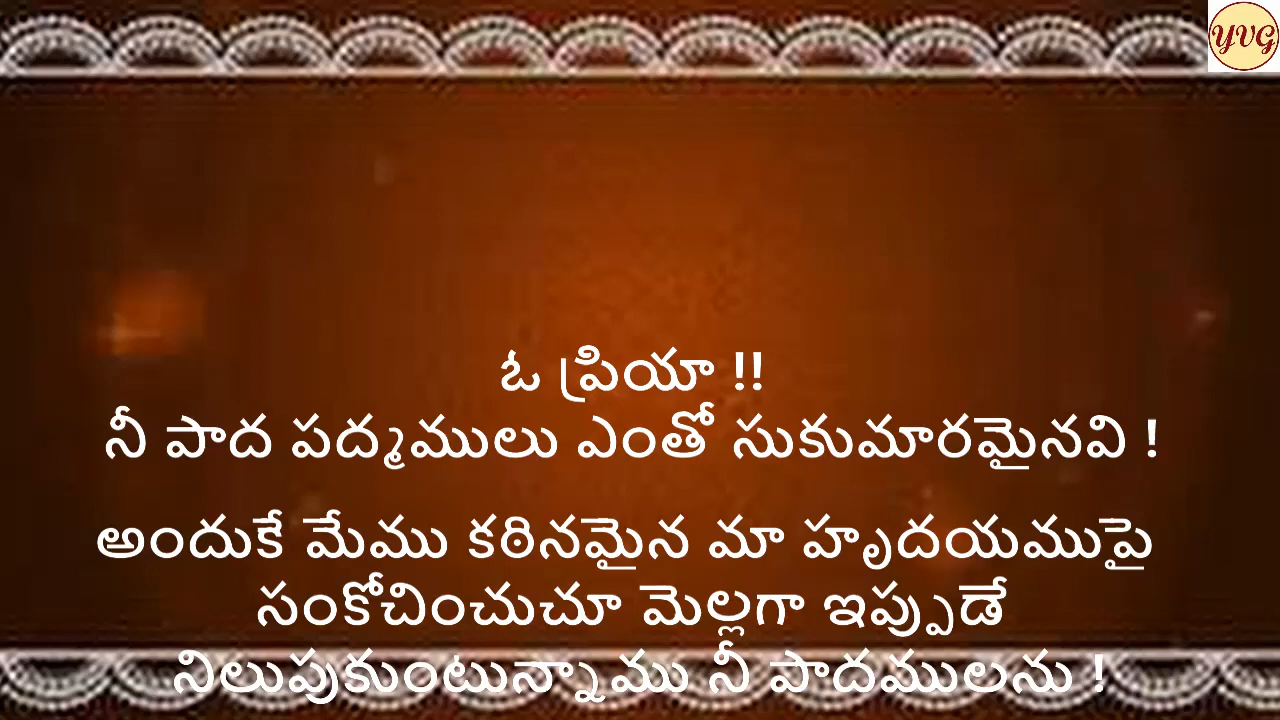 YVG
ఓ ప్రియా !!
నీ పాద పద్మములు ఎంతో సుకుమారమైనవి !
అందుకే మేము కఠినమైన మా హృదయముపై
సంకోచించుచూ మెల్లగా ఇప్పుడే
నిలుపుకుంటున్నాము నీ పాదములను !